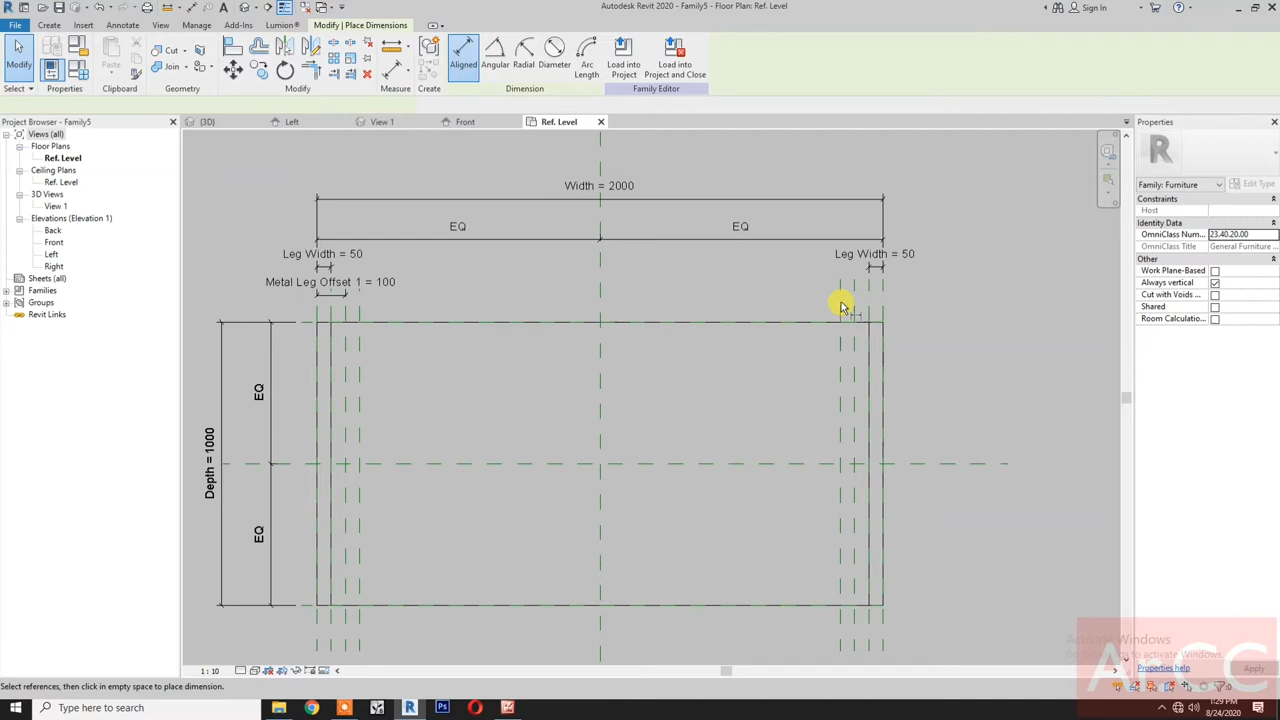 Autodesk Revit 2020 - Family5 - Floor Plan: Ref. Level
Sign In
File Create Insert Annotate View Manage Add-Ins Lumion® Modify | Place Dimensions
Modify Paste Cut Join Aligned Angular Radial Diameter Arc Length Load into Project Load into Project and Close
Select Properties Clipboard Geometry Modify Measure Create Dimension Family Editor
Project Browser - Family5
{3D} Left View 1 Front Ref. Level
Properties
Views (all)
Floor Plans
Ref. Level
Ceiling Plans
Ref. Level
3D Views
View 1
Elevations (Elevation 1)
Back
Front
Left
Right
Sheets (all)
Families
Groups
Revit Links
Width = 2000
EQ EQ
Leg Width = 50 Leg Width = 50
Metal Leg Offset 1 = 100
EQ
Depth = 1000
EQ
Family: Furniture Edit Type
Constraints
Host
Identity Data
OmniClass Num... 23.40.20.00
OmniClass Title General Furniture ...
Other
Work Plane-Based
Always vertical
Cut with Voids ...
Shared
Room Calculatio...
Activate Windows
AICC
Properties help Apply
1 : 10
Select references, then click in empty space to place dimension.
:0
Type here to search
1:29 PM
8/24/2020